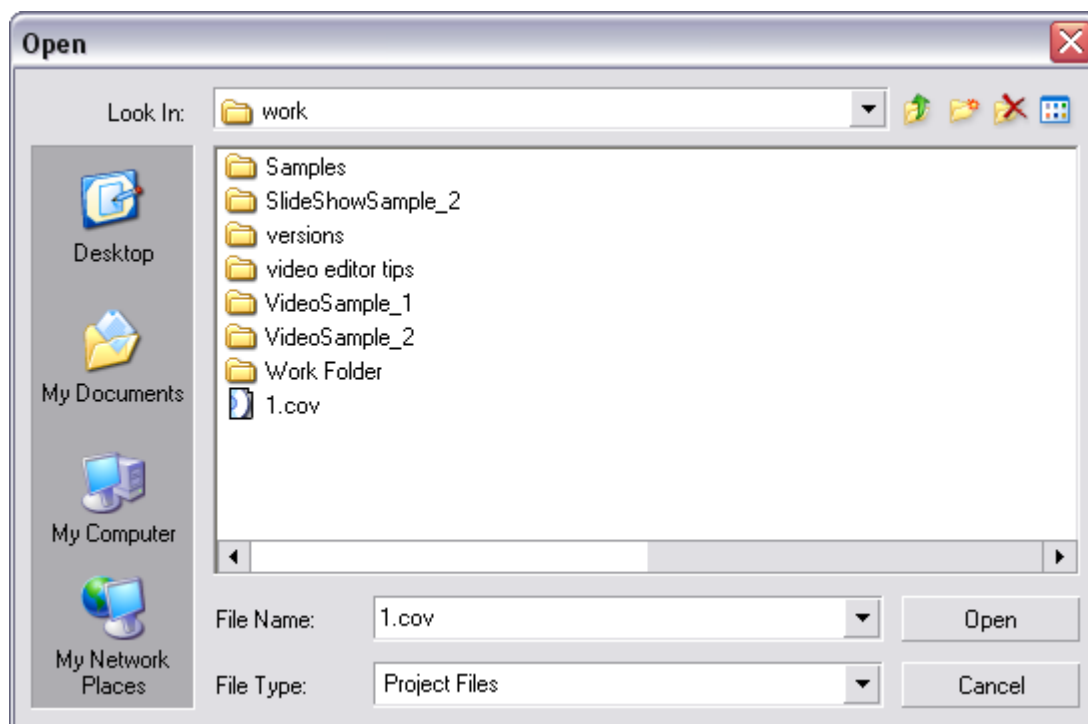 Open
Look In:
work
Desktop
My Documents
My Computer
My Network
Places
Samples
SlideShowSample_2
versions
video editor tips
VideoSample_1
VideoSample_2
Work Folder
1.cov
File Name:
1.cov
Open
File Type:
Project Files
Cancel